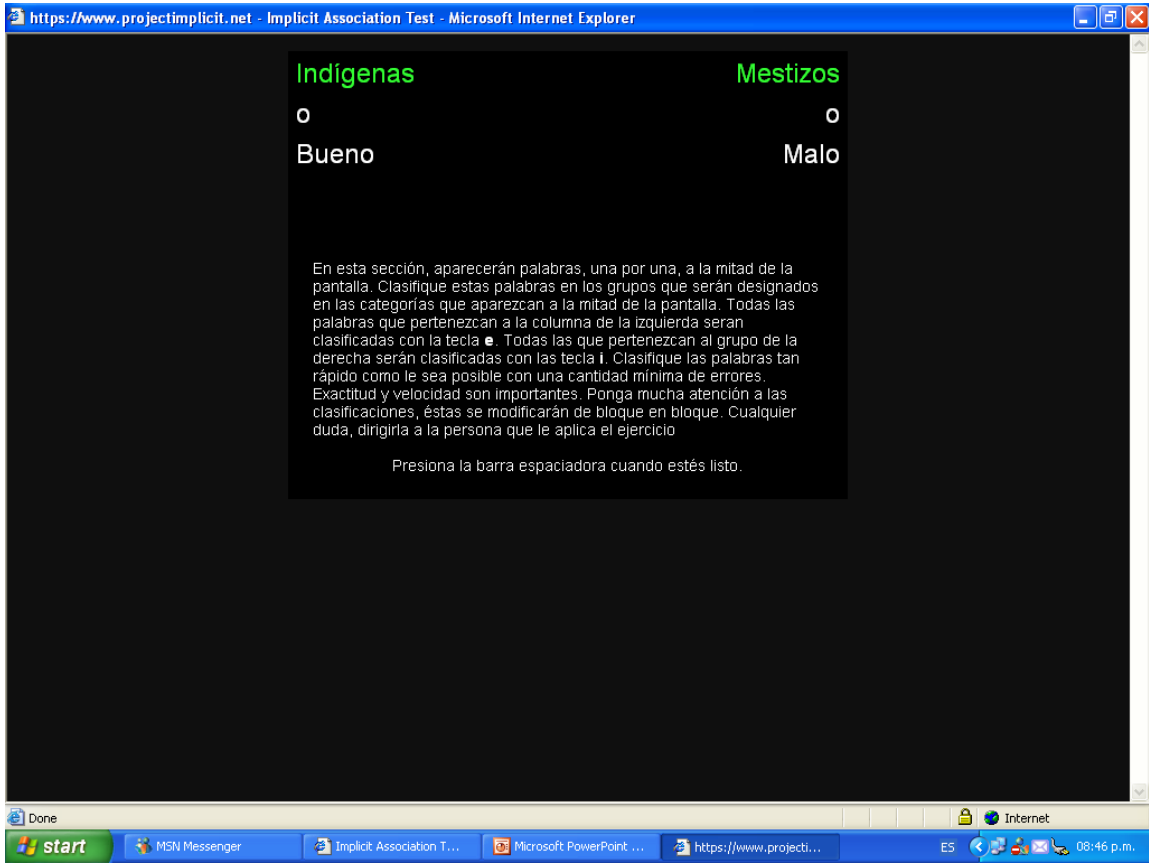 https://www.projectimplicit.net - Implicit Association Test - Microsoft Internet Explorer
Indígenas Mestizos
o o
Bueno Malo
En esta sección, aparecerán palabras, una por una, a la mitad de la
pantalla. Clasifique estas palabras en los grupos que serán designados
en las categorías que aparezcan a la mitad de la pantalla. Todas las
palabras que pertenezcan a la columna de la izquierda seran
clasificadas con la tecla e. Todas las que pertenezcan al grupo de la
derecha serán clasificadas con las tecla i. Clasifique las palabras tan
rápido como le sea posible con una cantidad mínima de errores.
Exactitud y velocidad son importantes. Ponga mucha atención a las
clasificaciones, éstas se modificarán de bloque en bloque. Cualquier
duda, dirigirla a la persona que le aplica el ejercicio
Presiona la barra espaciadora cuando estés listo.
Done Internet
start MSN Messenger Implicit Association T... Microsoft PowerPoint ... https://www.projecti... ES 08:46 p.m.